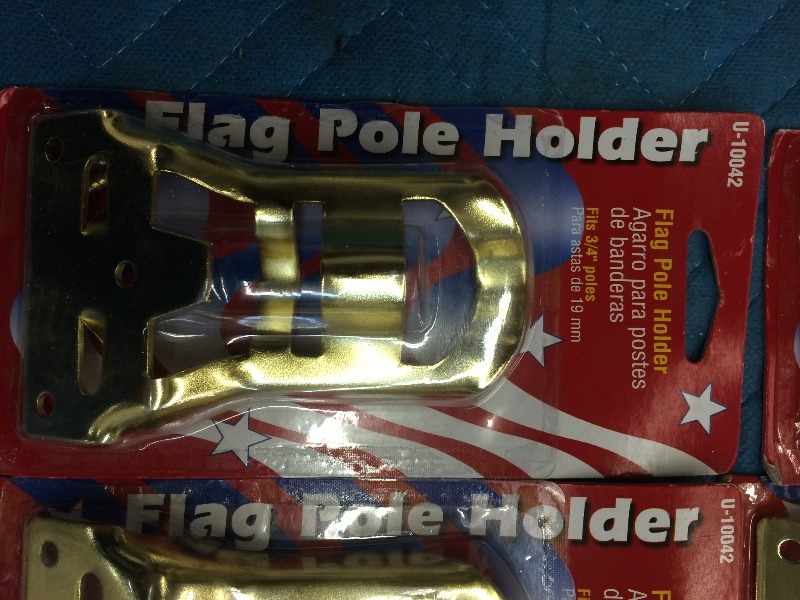 Flag Pole Holder
U-10042
Flag Pole Holder
Agarro para postes
de banderas
Fits 3/4" poles
Para astas de 19 mm
Flag Pole Holder
U-10042